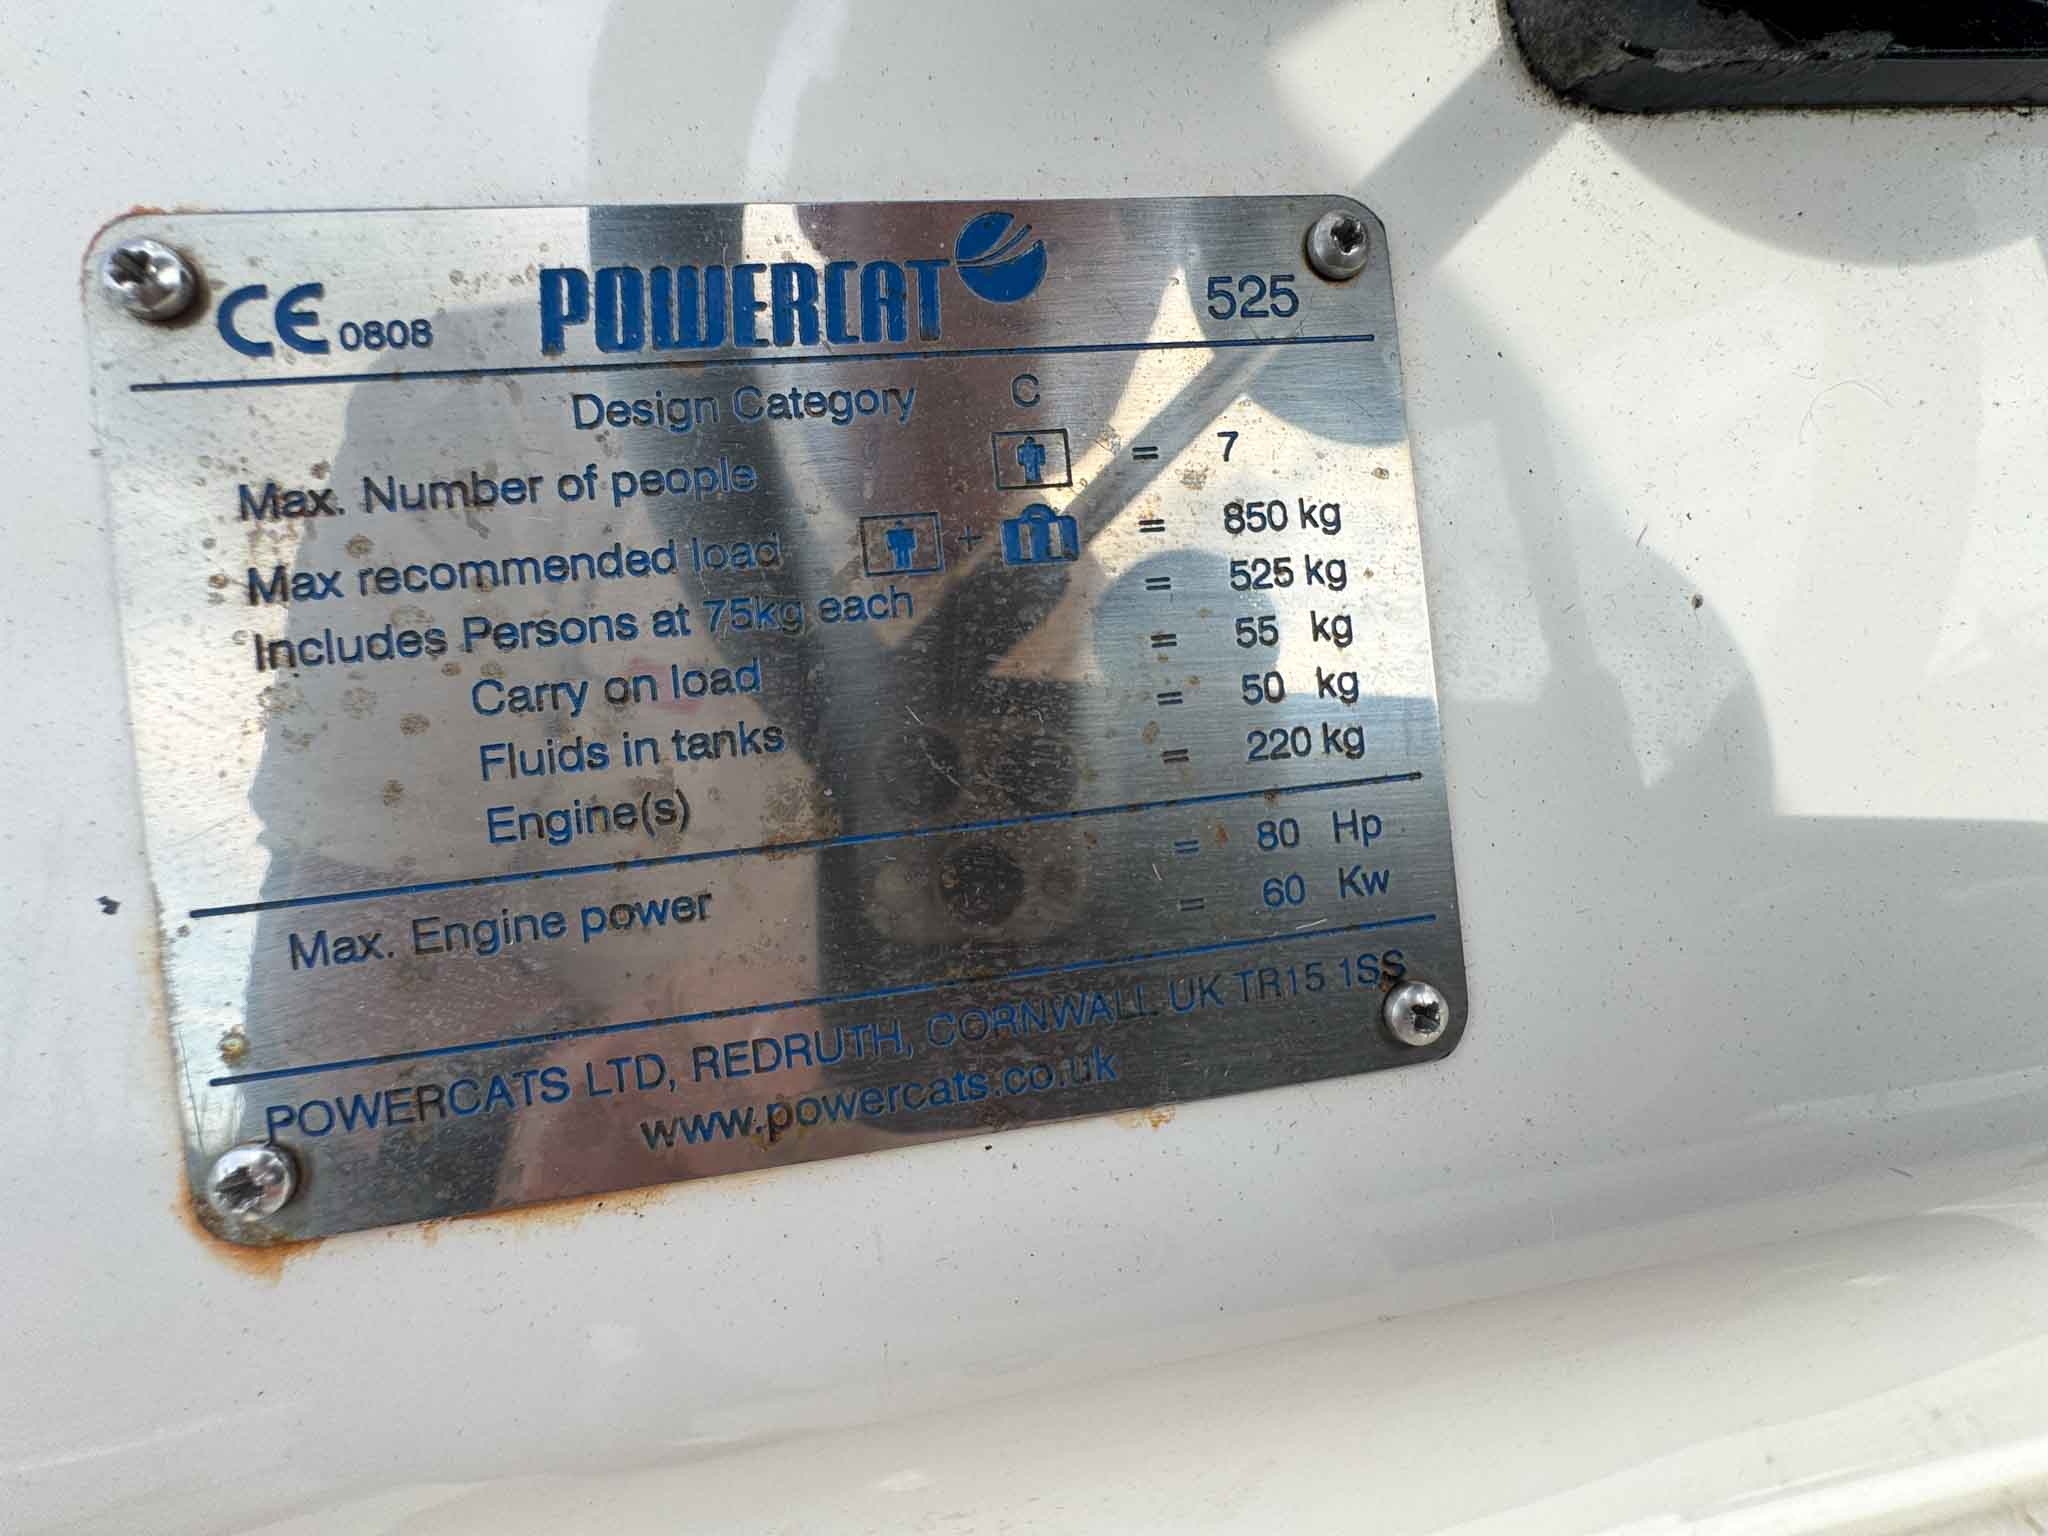 CE 0808 POWERCAT 525
Design Category C
Max. Number of people = 7
Max recommended load + = 850 kg
Includes Persons at 75kg each = 525 kg
Carry on load = 55 kg
Fluids in tanks = 50 kg
Engine(s) = 220 kg
Max. Engine power = 80 Hp
= 60 Kw
POWERCATS LTD, REDRUTH, CORNWALL UK TR15 1SS
www.powercats.co.uk